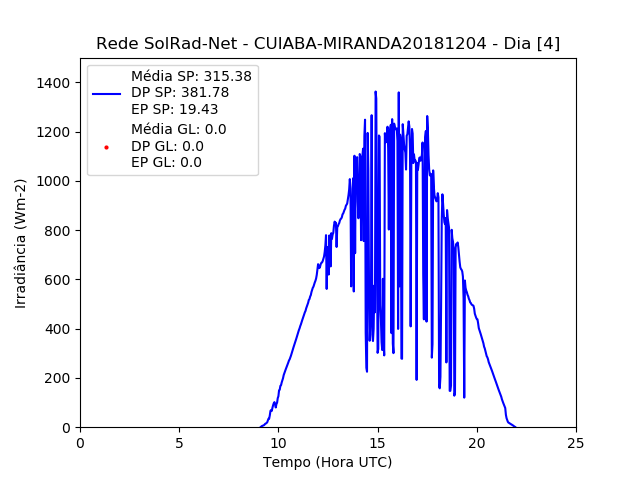 Rede SolRad-Net - CUIABA-MIRANDA20181204 - Dia [4]
Média SP: 315.38
DP SP: 381.78
EP SP: 19.43
Média GL: 0.0
DP GL: 0.0
EP GL: 0.0
Irradiância (Wm-2)
1400
1200
1000
800
600
400
200
0
0 5 10 15 20 25
Tempo (Hora UTC)